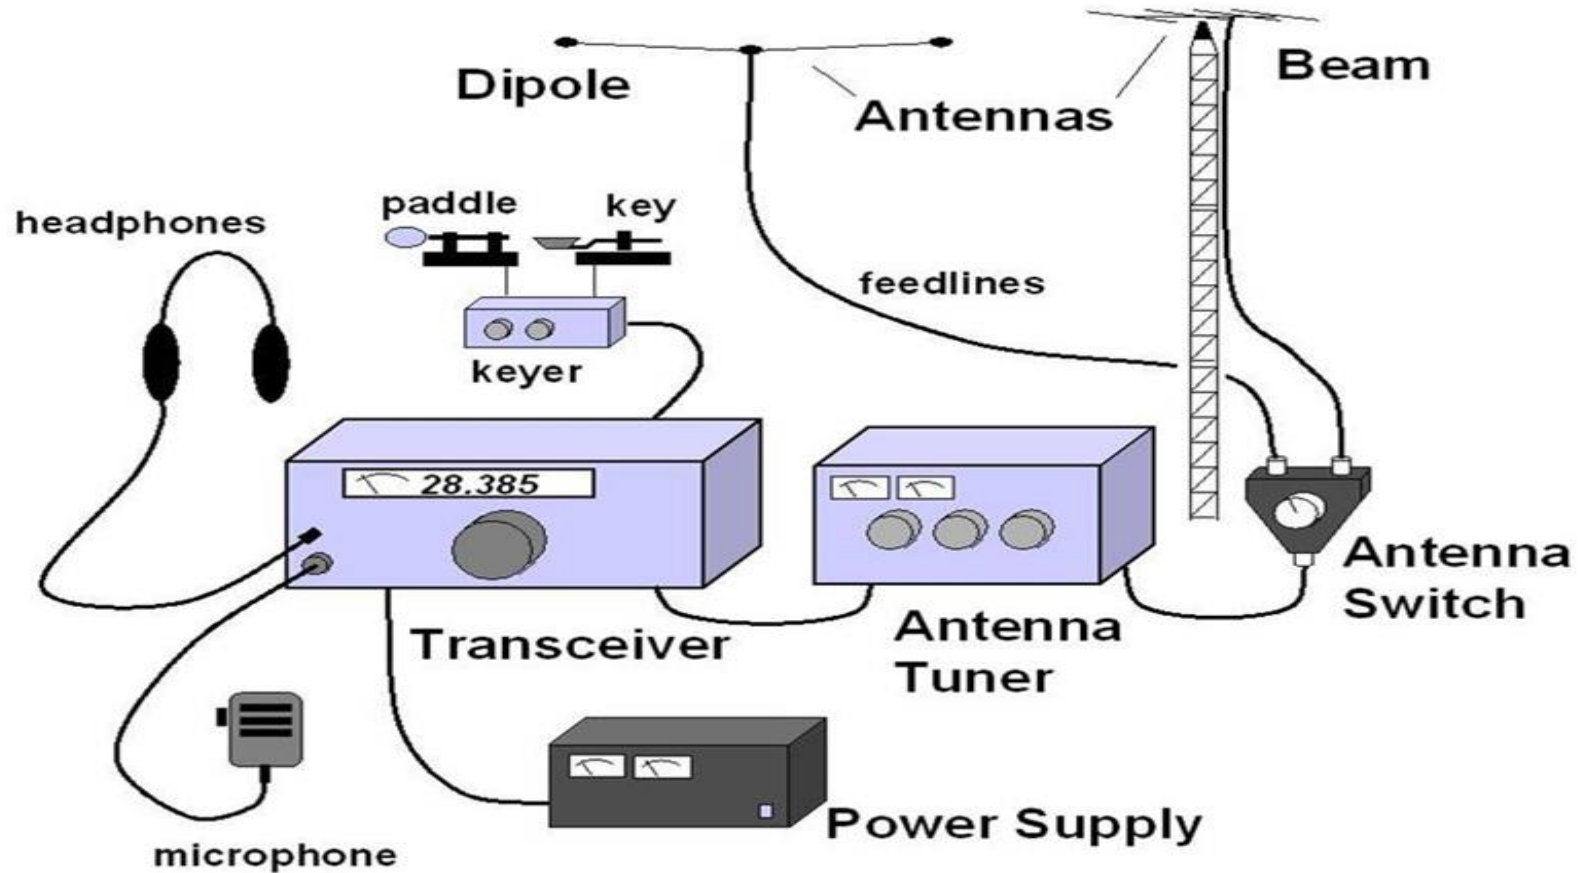 Dipole
Beam
Antennas
paddle
key
headphones
feedlines
keyer
28.385
Antenna
Switch
Transceiver
Antenna
Tuner
Power Supply
microphone